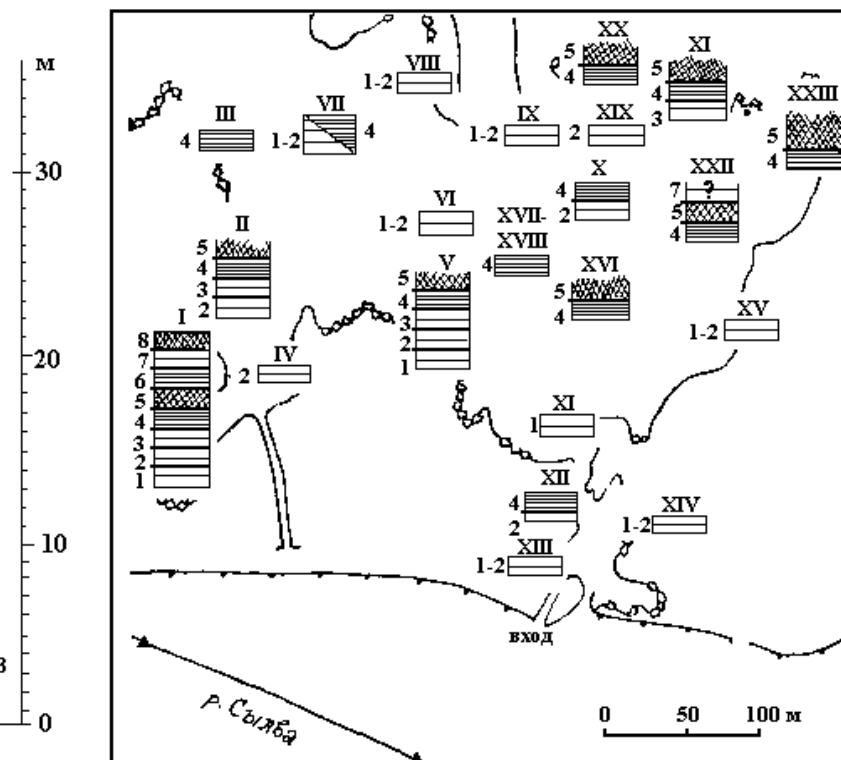 м
30
20
10
0
в
XX
5
4
XI
5
4
3
VIII
1-2
XXIII
5
4
III
4
VII
1-2
4
IX
1-2
XIX
2
X
4
2
XXII
7
?
5
4
VI
1-2
XVII-
XVIII
4
II
5
4
3
2
V
5
4
3
2
1
XVI
5
4
XV
1-2
I
8
7
6
5
4
3
2
1
IV
2
XI
1
XII
4
2
XIV
1-2
XIII
1-2
вход
р. Сылва
0 50 100 м